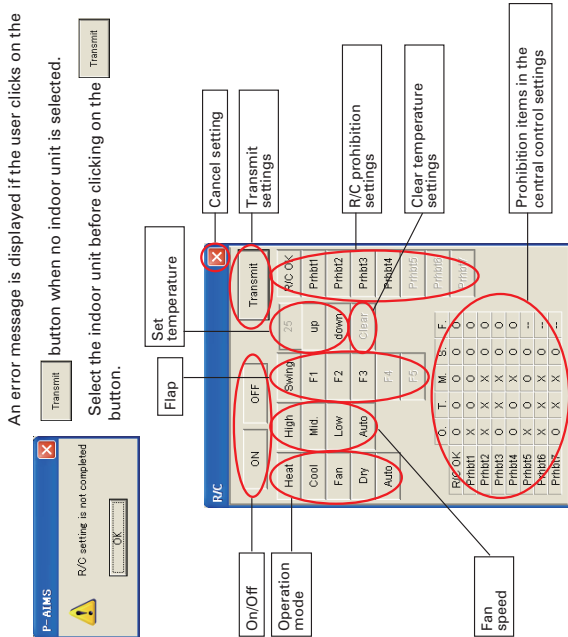 An error message is displayed if the user clicks on the
Transmit button when no indoor unit is selected.
Select the indoor unit before clicking on the Transmit
button.
P-AIMS
R/C setting is not completed
OK
Flap
Set
temperature
Cancel setting
Transmit
settings
R/C prohibition
settings
Clear temperature
settings
Prohibition items in the
central control settings
On/Off
Operation
mode
Fan
speed
R/C
ON OFF Transmit
Heat High Swing 25 R/C OK
Cool Mid. F1 up Prhbt1
Fan Low F2 down Prhbt2
Dry Auto F3 Clear Prhbt3
Auto F4 Prhbt4
F5 Prhbt5
Prhbt6
Prhbt7
O. T. M. S. F.
R/C OK O O O O O
Prhbt1
Prhbt2 X X X O O
Prhbt3
Prhbt4
Prhbt5
Prhbt6
Prhbt7